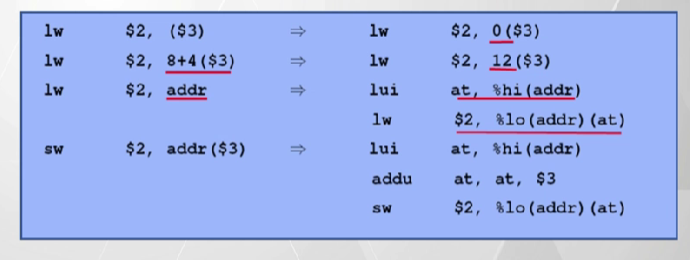 lw $2, ($3) ⇒ lw $2, 0($3)
lw $2, 8+4($3) ⇒ lw $2, 12($3)
lw $2, addr ⇒ lui at, %hi(addr)
lw $2, %lo(addr)(at)
sw $2, addr($3) ⇒ lui at, %hi(addr)
addu at, at, $3
sw $2, %lo(addr)(at)